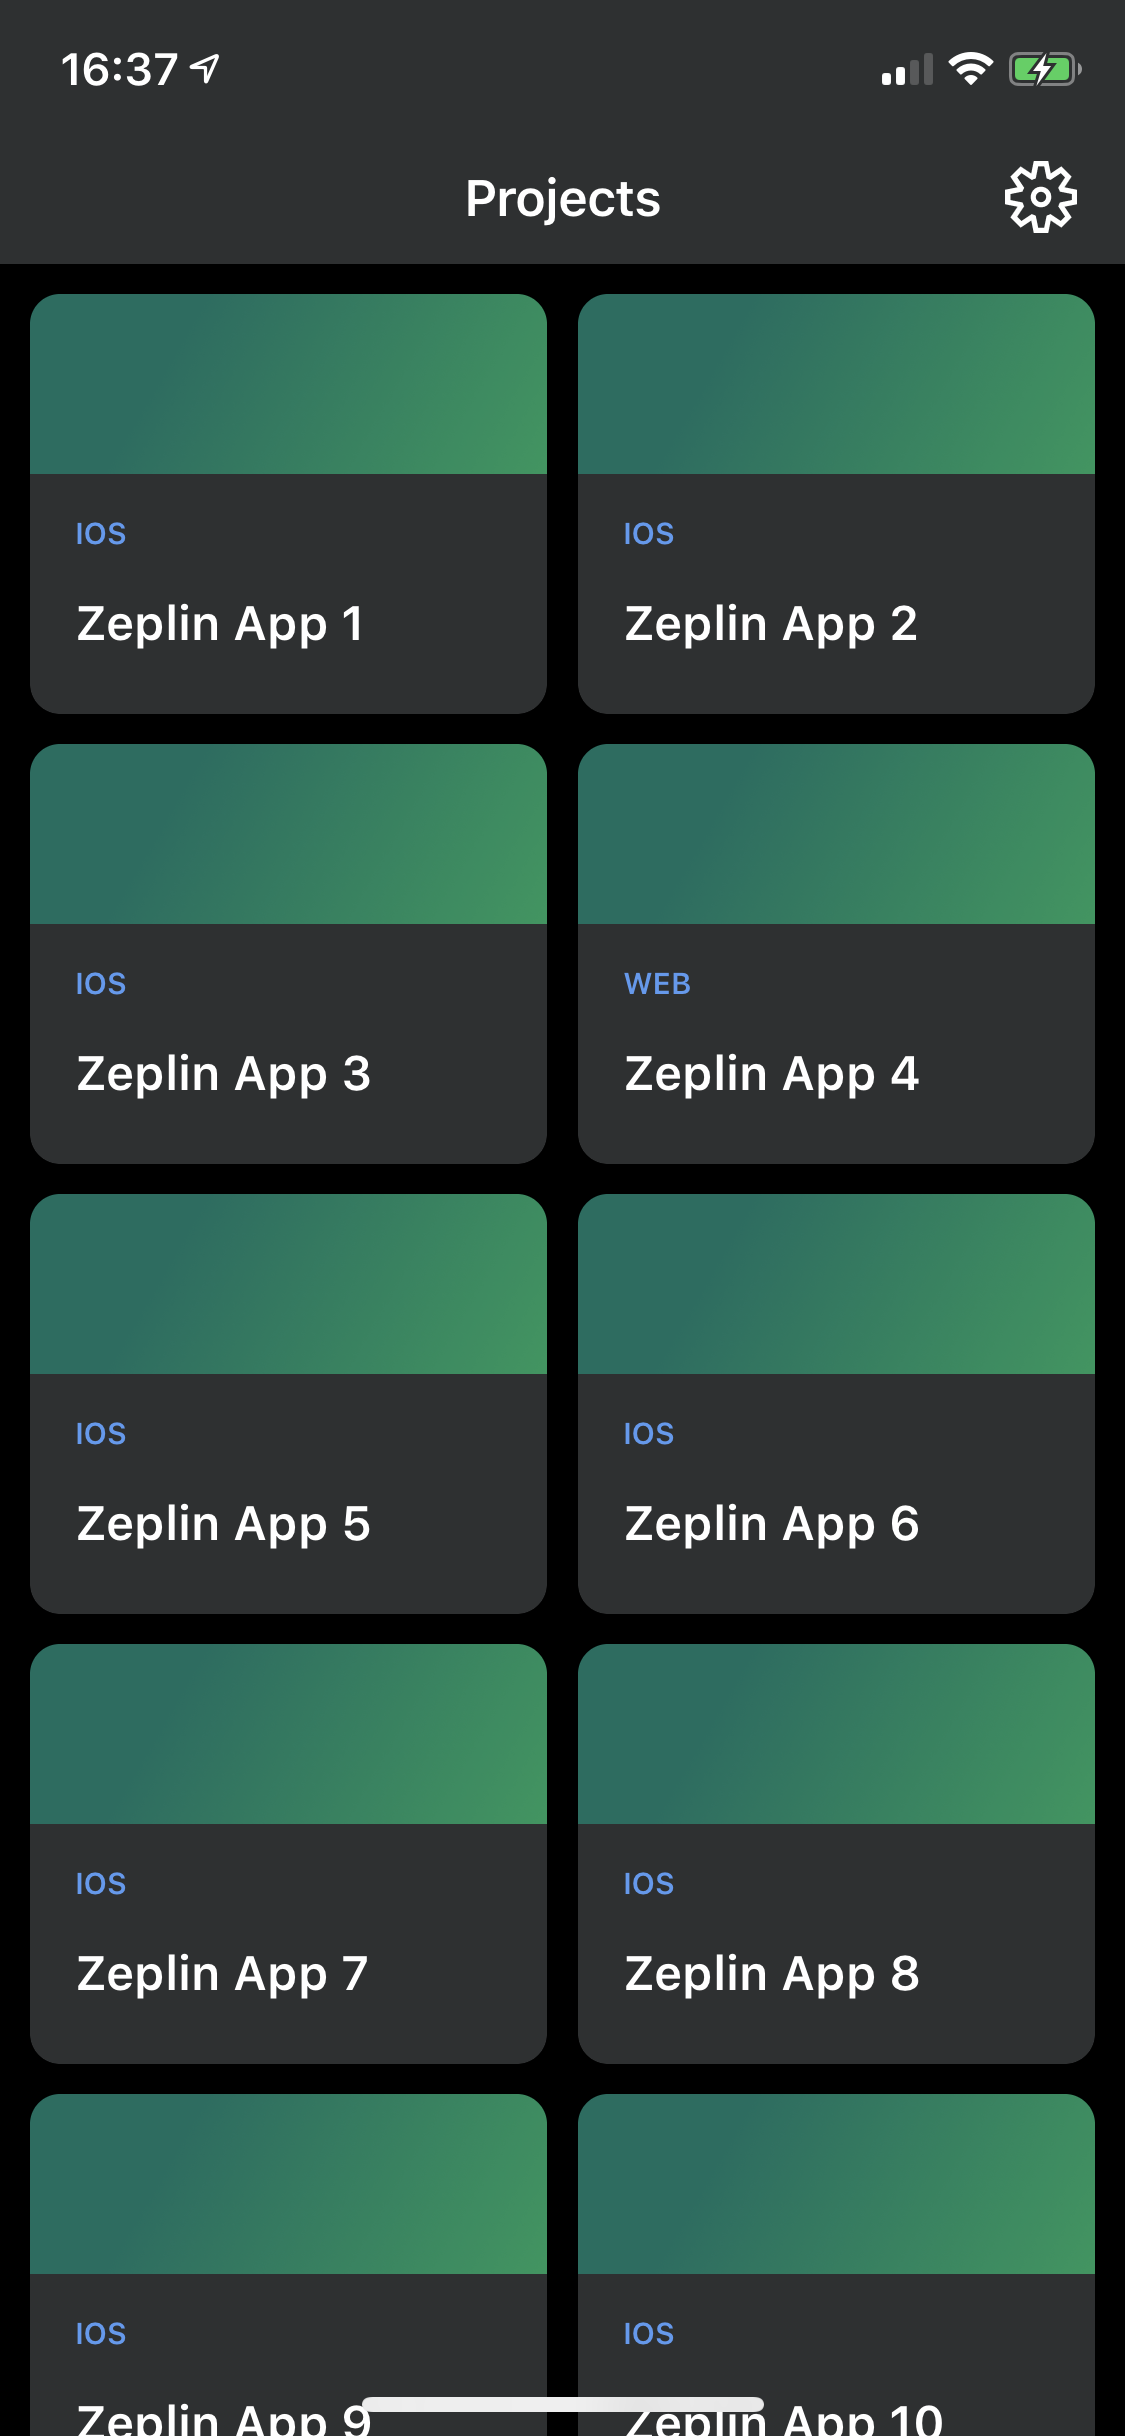 16:37
Projects
IOS
Zeplin App 1
IOS
Zeplin App 2
IOS
Zeplin App 3
WEB
Zeplin App 4
IOS
Zeplin App 5
IOS
Zeplin App 6
IOS
Zeplin App 7
IOS
Zeplin App 8
IOS
Zeplin App 9
IOS
Zeplin App 10